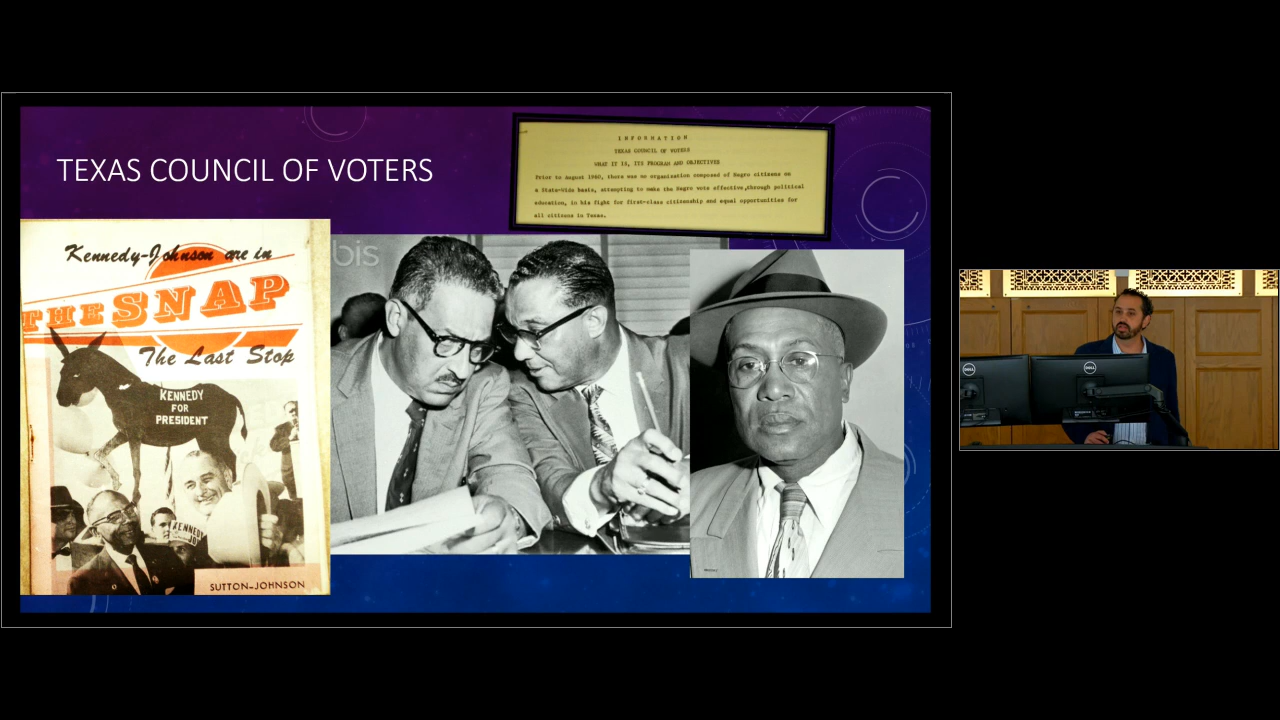 TEXAS COUNCIL OF VOTERS
INFORMATION
TEXAS COUNCIL OF VOTERS
WHAT IT IS, ITS PROGRAM AND OBJECTIVES
Prior to August 1960, there was no organization composed of Negro citizens on
a State-Wide basis, attempting to make the Negro vote effective,through political
education, in his fight for first-class citizenship and equal opportunities for
all citizens in Texas.
Kennedy-Johnson are in
THE SNAP
The Last Stop
KENNEDY
FOR
PRESIDENT
KENNEDY
SUTTON-JOHNSON
bis
DELL
DELL